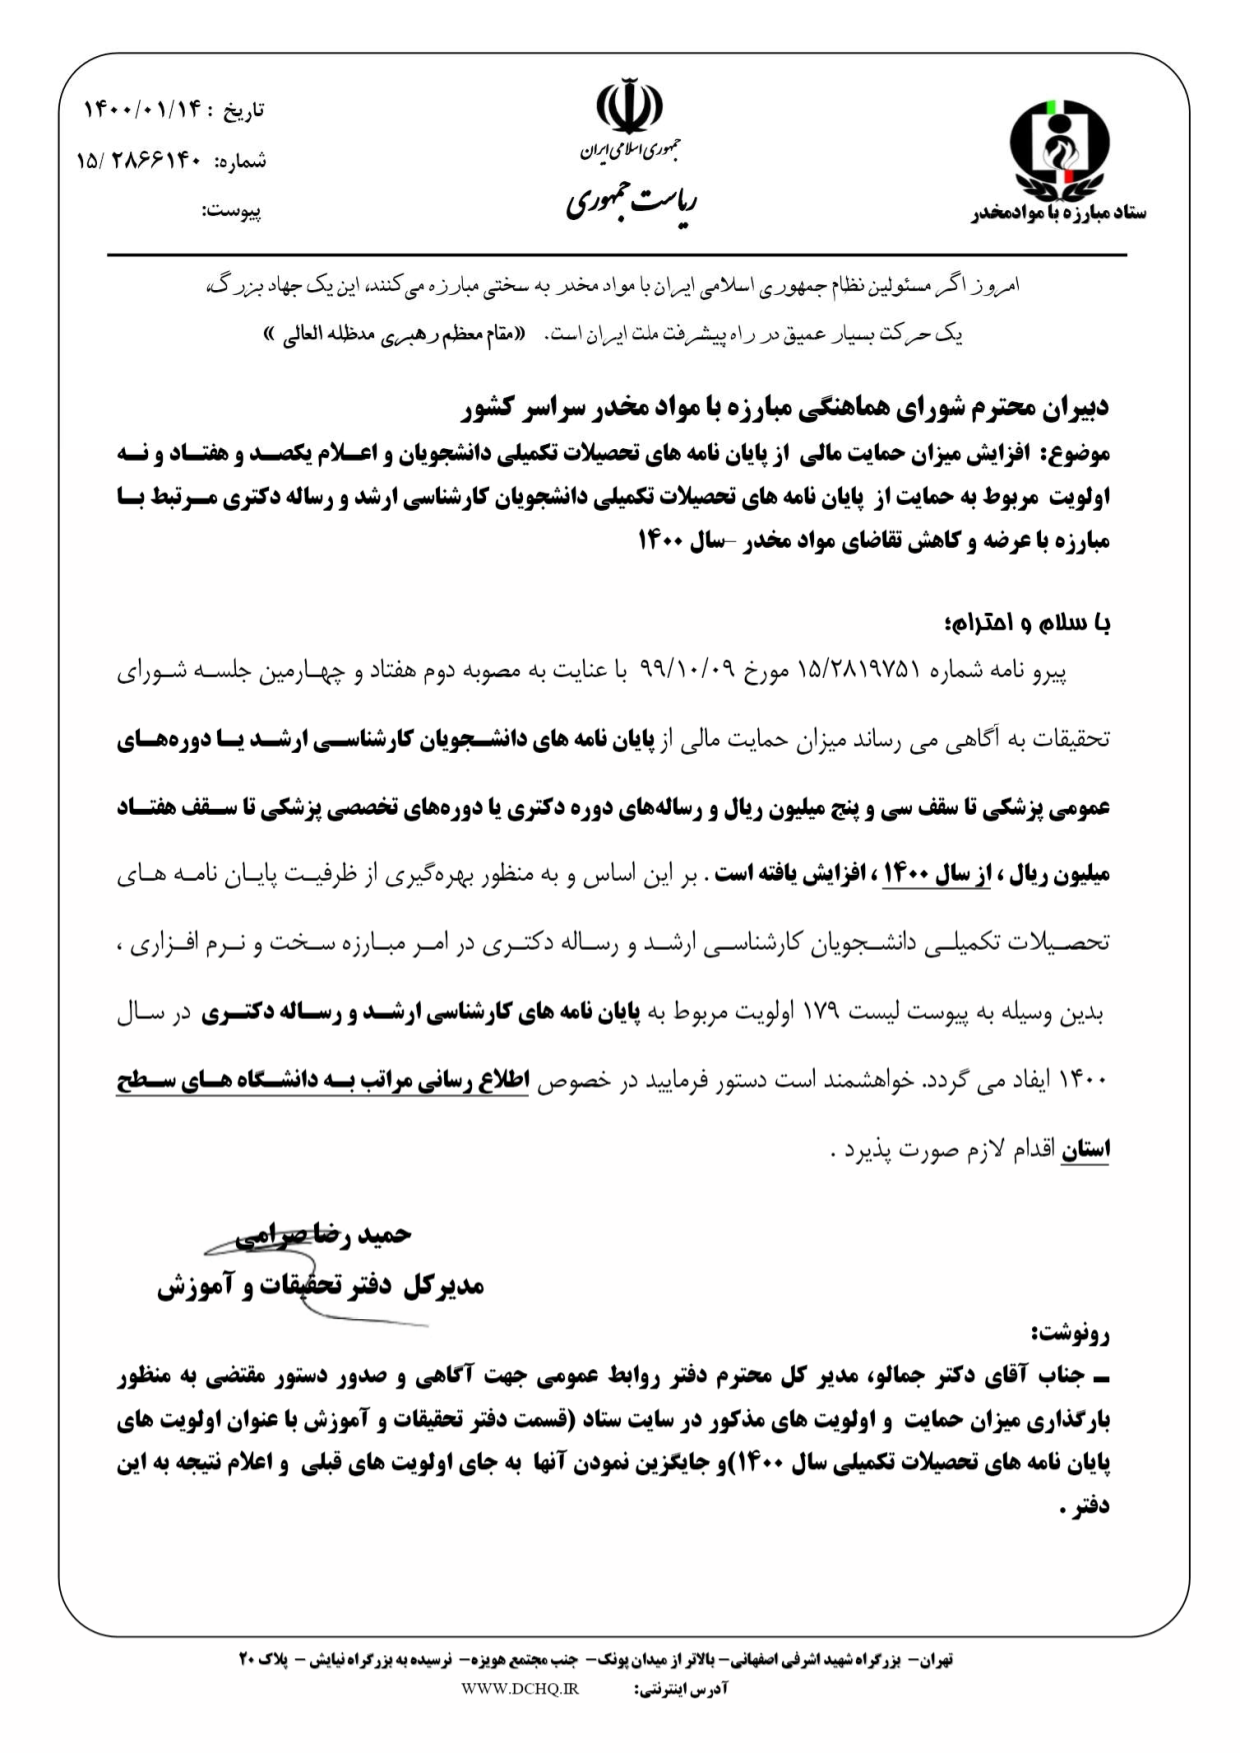 تاریخ : ۱۴۰۰/۰۱/۱۴
شماره: ۱۵/ ۲۸۶۶۱۴۰
پیوست:
جمهوری اسلامی ایران
ریاست جمهوری
ستاد مبارزه با موادمخدر
امروز اگر مسئولین نظام جمهوری اسلامی ایران با مواد مخدر به سختی مبارزه می‌کنند، این یک جهاد بزرگ،
یک حرکت بسیار عمیق در راه پیشرفت ملت ایران است. «مقام معظم رهبری مدظله العالی »
دبیران محترم شورای هماهنگی مبارزه با مواد مخدر سراسر کشور
موضوع: افزایش میزان حمایت مالی از پایان نامه های تحصیلات تکمیلی دانشجویان و اعلام یکصد و هفتاد و نه
اولویت مربوط به حمایت از پایان نامه های تحصیلات تکمیلی دانشجویان کارشناسی ارشد و رساله دکتری مرتبط با
مبارزه با عرضه و کاهش تقاضای مواد مخدر –سال ۱۴۰۰
با سلام و احترام؛
پیرو نامه شماره ۱۵/۲۸۱۹۷۵۱ مورخ ۹۹/۱۰/۰۹ با عنایت به مصوبه دوم هفتاد و چهارمین جلسه شورای
تحقیقات به آگاهی می رساند میزان حمایت مالی از پایان نامه های دانشجویان کارشناسی ارشد یا دوره‌های
عمومی پزشکی تا سقف سی و پنج میلیون ریال و رساله‌های دوره دکتری یا دوره‌های تخصصی پزشکی تا سقف هفتاد
میلیون ریال ، از سال ۱۴۰۰ ، افزایش یافته است . بر این اساس و به منظور بهره‌گیری از ظرفیت پایان نامه های
تحصیلات تکمیلی دانشجویان کارشناسی ارشد و رساله دکتری در امر مبارزه سخت و نرم افزاری ،
بدین وسیله به پیوست لیست ۱۷۹ اولویت مربوط به پایان نامه های کارشناسی ارشد و رساله دکتری در سال
۱۴۰۰ ایفاد می گردد. خواهشمند است دستور فرمایید در خصوص اطلاع رسانی مراتب به دانشگاه های سطح
استان اقدام لازم صورت پذیرد .
حمید رضا صرامی
مدیرکل دفتر تحقیقات و آموزش
رونوشت:
ـ جناب آقای دکتر جمالو، مدیر کل محترم دفتر روابط عمومی جهت آگاهی و صدور دستور مقتضی به منظور
بارگذاری میزان حمایت و اولویت های مذکور در سایت ستاد (قسمت دفتر تحقیقات و آموزش با عنوان اولویت های
پایان نامه های تحصیلات تکمیلی سال ۱۴۰۰)و جایگزین نمودن آنها به جای اولویت های قبلی و اعلام نتیجه به این
دفتر .
تهران- بزرگراه شهید اشرفی اصفهانی- بالاتر از میدان پونک- جنب مجتمع هویزه- نرسیده به بزرگراه نیایش - پلاک ۲۰
آدرس اینترنتی: WWW.DCHQ.IR